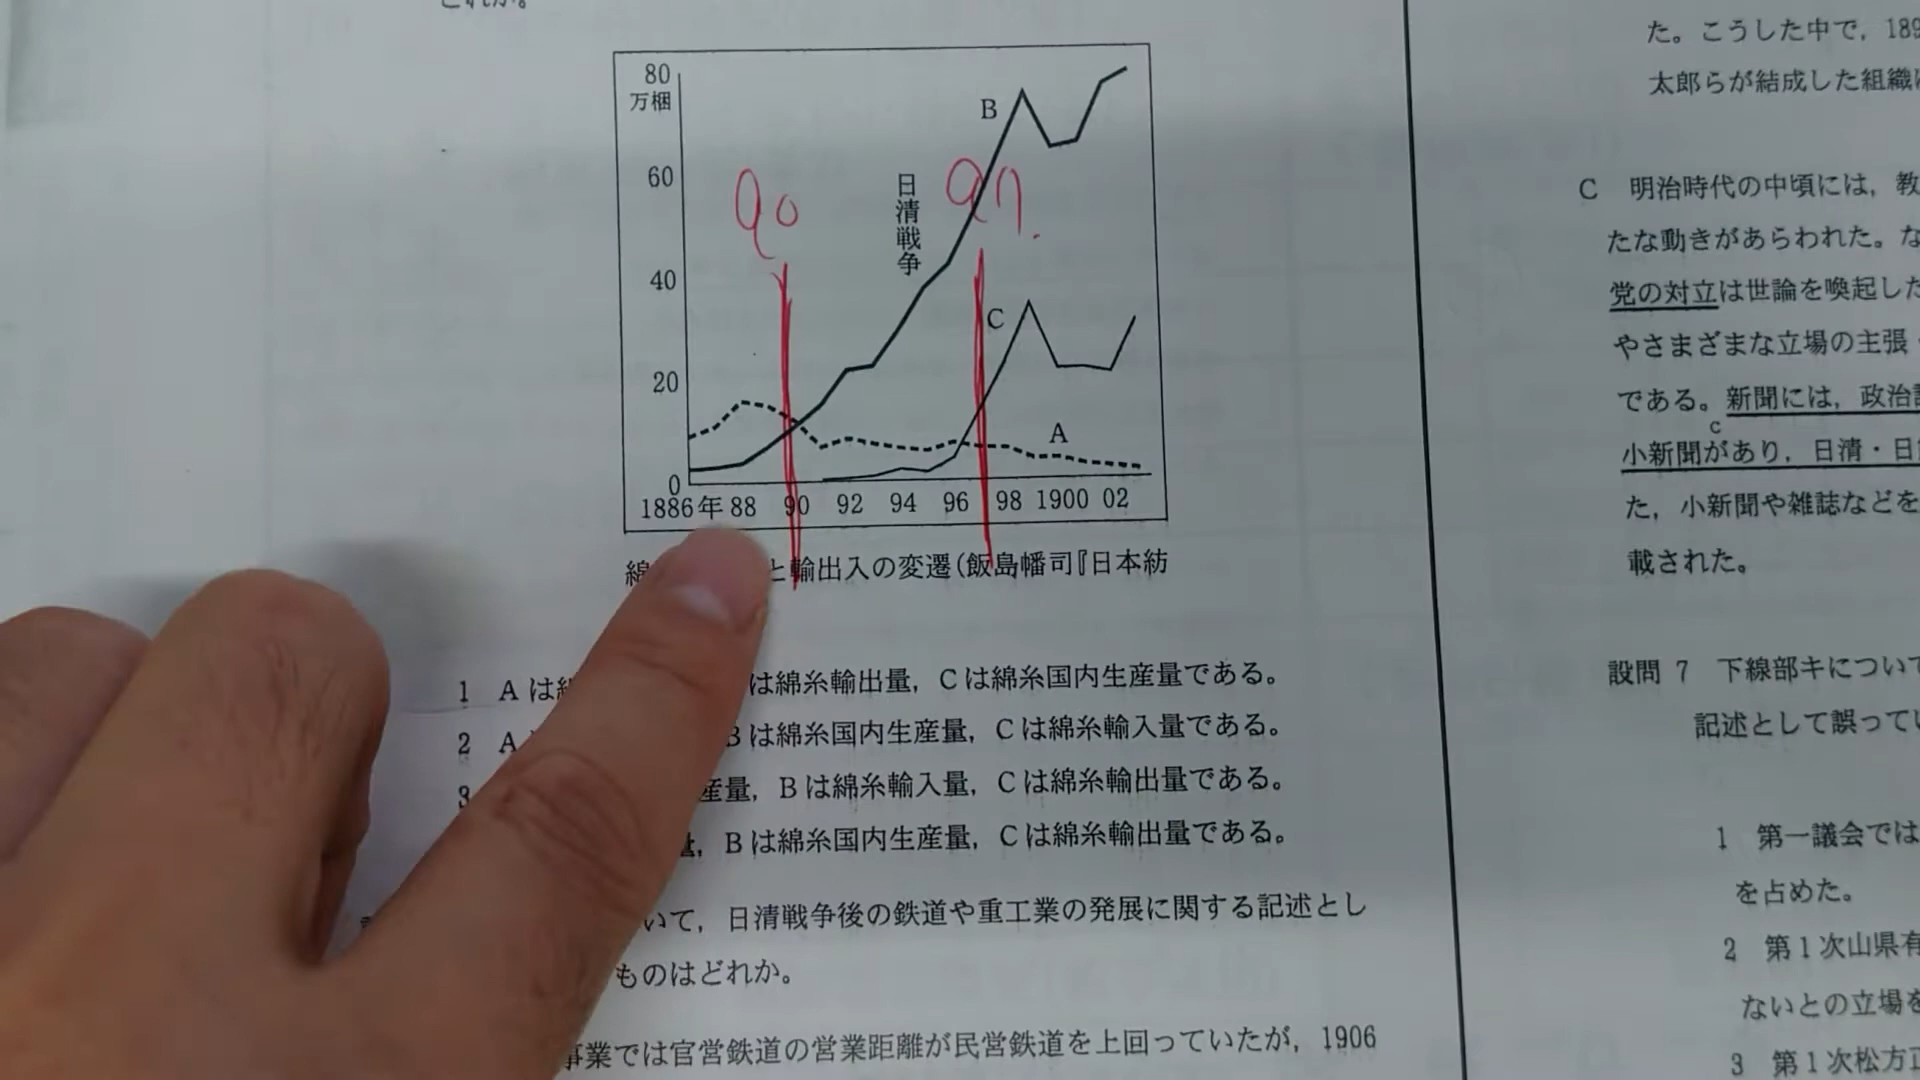 80
万梱
60
40
20
0
B
日清戦争
C
A
90
97.
1886年 88 90 92 94 96 98 1900 02
綿 と輸出入の変遷(飯島幡司『日本紡
1 Aは は綿糸輸出量，Cは綿糸国内生産量である。
2 A Bは綿糸国内生産量，Cは綿糸輸入量である。
3 産量，Bは綿糸輸入量，Cは綿糸輸出量である。
量，Bは綿糸国内生産量，Cは綿糸輸出量である。
いて，日清戦争後の鉄道や重工業の発展に関する記述とし
ものはどれか。
事業では官営鉄道の営業距離が民営鉄道を上回っていたが，1906
た。こうした中で，189
太郎らが結成した組織
C 明治時代の中頃には，教
たな動きがあらわれた。な
党の対立は世論を喚起した
やさまざまな立場の主張・
である。新聞には，政治
c
小新聞があり，日清・日
た，小新聞や雑誌などを
載された。
設問 7 下線部キについて
記述として誤ってい
1 第一議会では
を占めた。
2 第1次山県有
ないとの立場を
3 第1次松方正